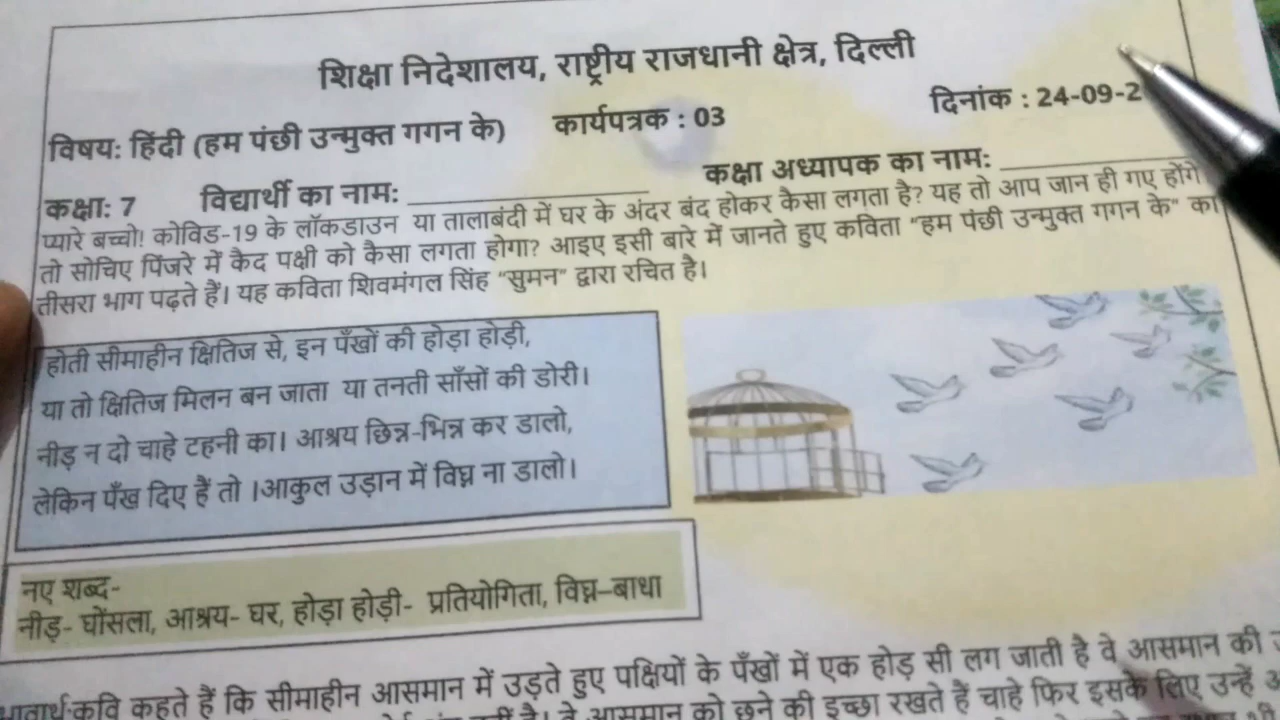 शिक्षा निदेशालय, राष्ट्रीय राजधानी क्षेत्र, दिल्ली
विषय: हिंदी (हम पंछी उन्मुक्त गगन के) कार्यपत्रक : 03 दिनांक : 24-09-2
कक्षा: 7 विद्यार्थी का नाम: कक्षा अध्यापक का नाम:
प्यारे बच्चो! कोविड-19 के लॉकडाउन या तालाबंदी में घर के अंदर बंद होकर कैसा लगता है? यह तो आप जान ही गए होंगे
तो सोचिए पिंजरे में कैद पक्षी को कैसा लगता होगा? आइए इसी बारे में जानते हुए कविता “हम पंछी उन्मुक्त गगन के” का
तीसरा भाग पढ़ते हैं। यह कविता शिवमंगल सिंह “सुमन” द्वारा रचित है।
होती सीमाहीन क्षितिज से, इन पँखों की होड़ा होड़ी,
या तो क्षितिज मिलन बन जाता या तनती साँसों की डोरी।
नीड़ न दो चाहे टहनी का। आश्रय छिन्न-भिन्न कर डालो,
लेकिन पँख दिए हैं तो ।आकुल उड़ान में विघ्न ना डालो।
नए शब्द-
नीड़- घोंसला, आश्रय- घर, होड़ा होड़ी- प्रतियोगिता, विघ्न–बाधा
भावार्थ:कवि कहते हैं कि सीमाहीन आसमान में उड़ते हुए पक्षियों के पँखों में एक होड़ सी लग जाती है वे आसमान की
वे आसमान को छूने की इच्छा रखते हैं चाहे फिर इसके लिए उन्हें